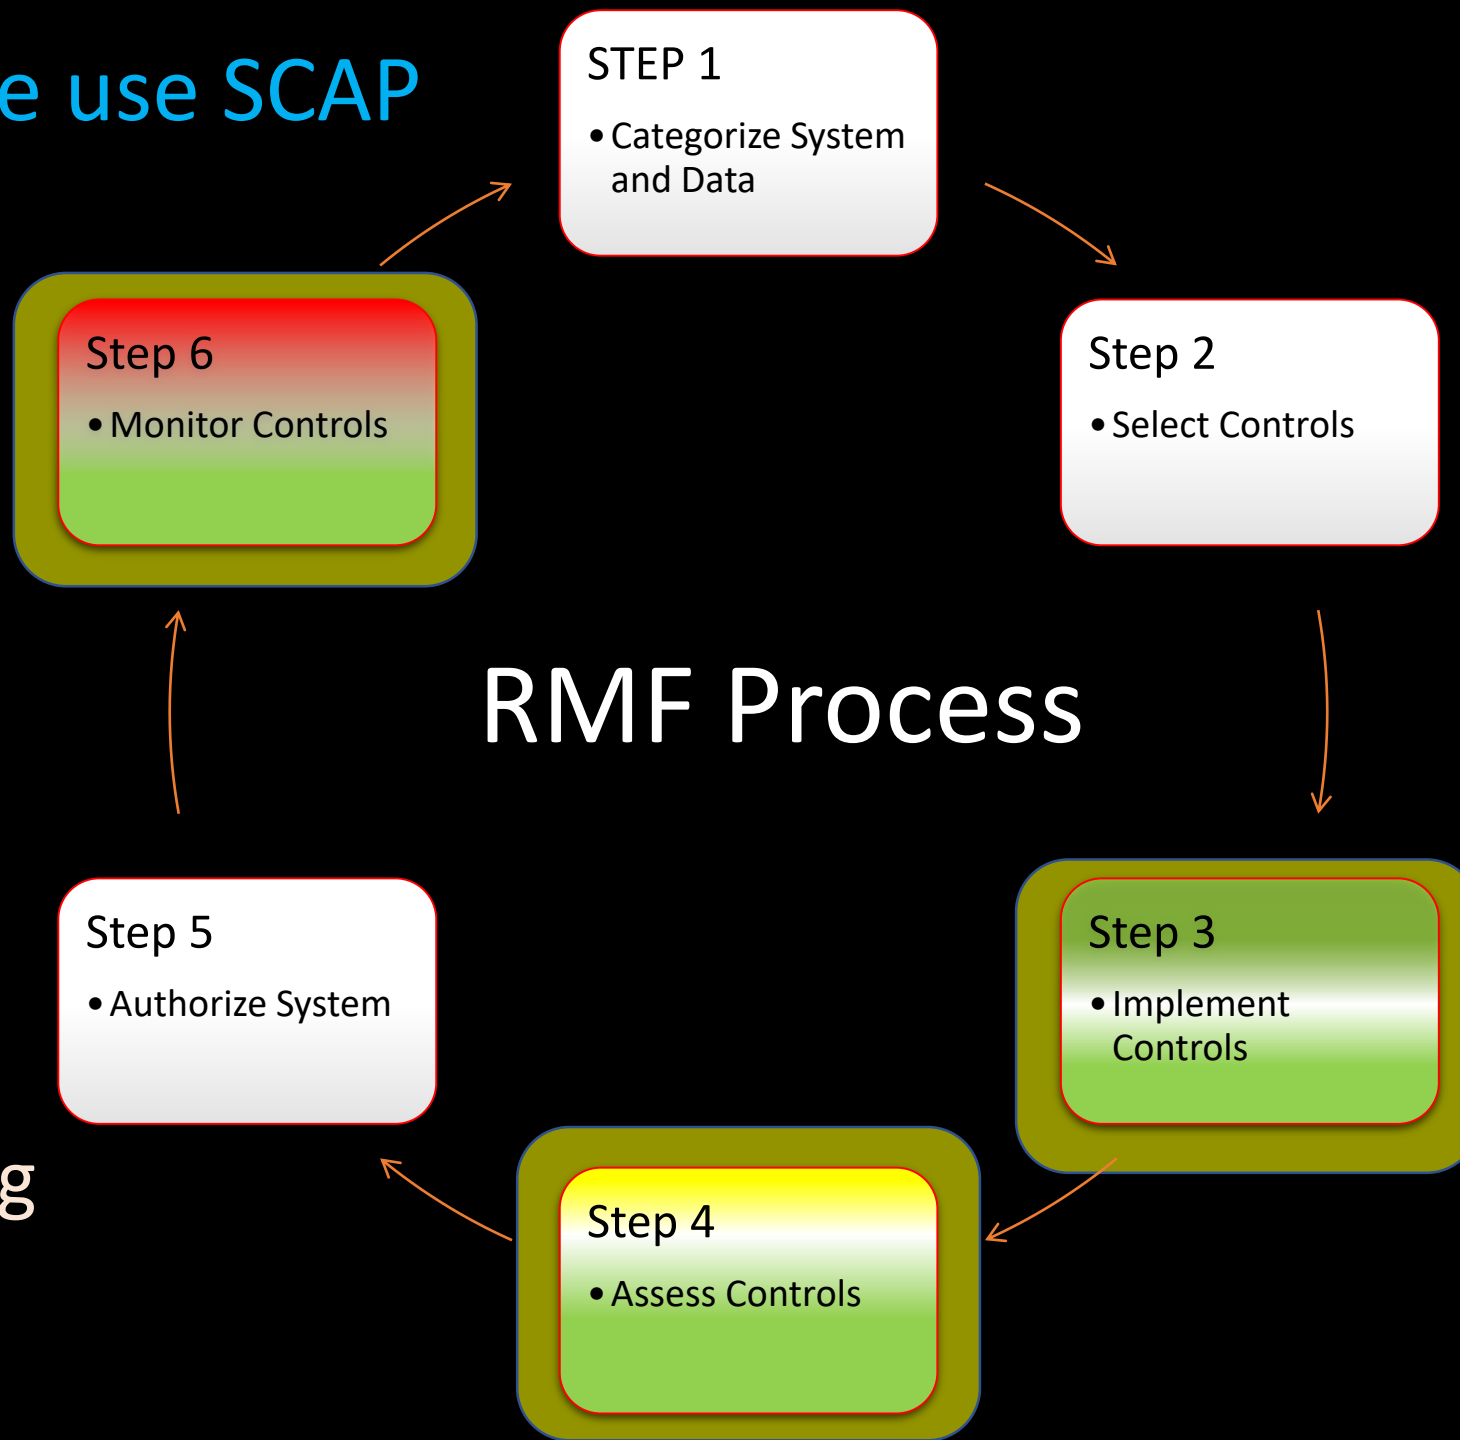 e use SCAP
STEP 1
• Categorize System
and Data
Step 6
• Monitor Controls
Step 2
• Select Controls
RMF Process
Step 5
• Authorize System
Step 3
• Implement
Controls
g
Step 4
• Assess Controls